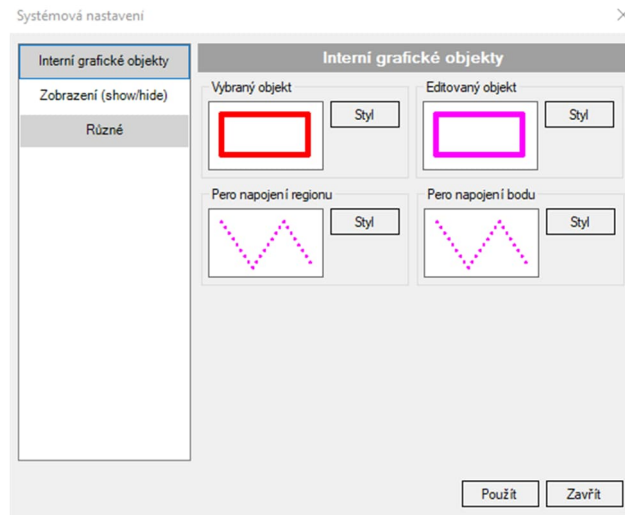 Systémová nastavení
Interní grafické objekty
Zobrazení (show/hide)
Různé
Interní grafické objekty
Vybraný objekt
Styl
Editovaný objekt
Styl
Pero napojení regionu
Styl
Pero napojení bodu
Styl
Použít
Zavřít